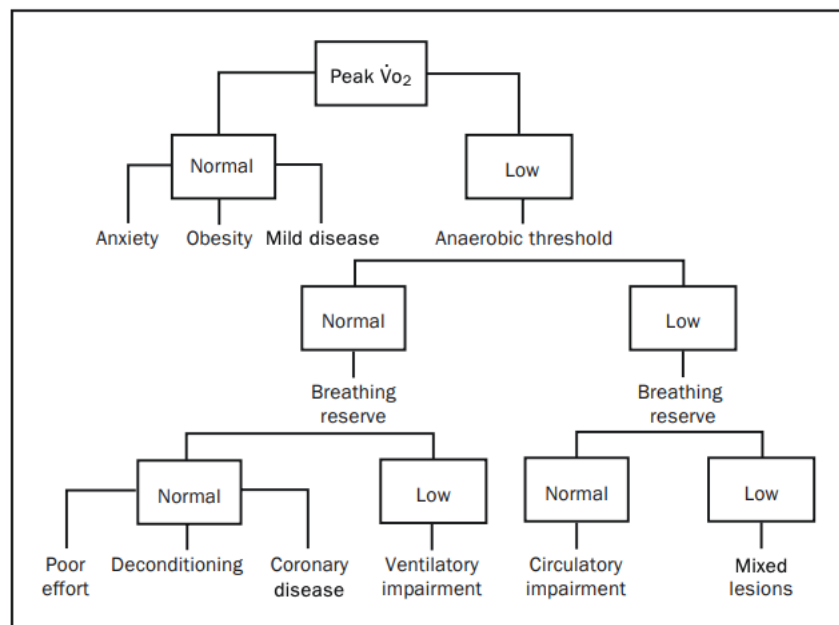 Peak V̇o₂
Normal
Low
Anxiety Obesity Mild disease Anaerobic threshold
Normal Low
Breathing Breathing
reserve reserve
Normal Low Normal Low
Poor Deconditioning Coronary Ventilatory Circulatory Mixed
effort disease impairment impairment lesions